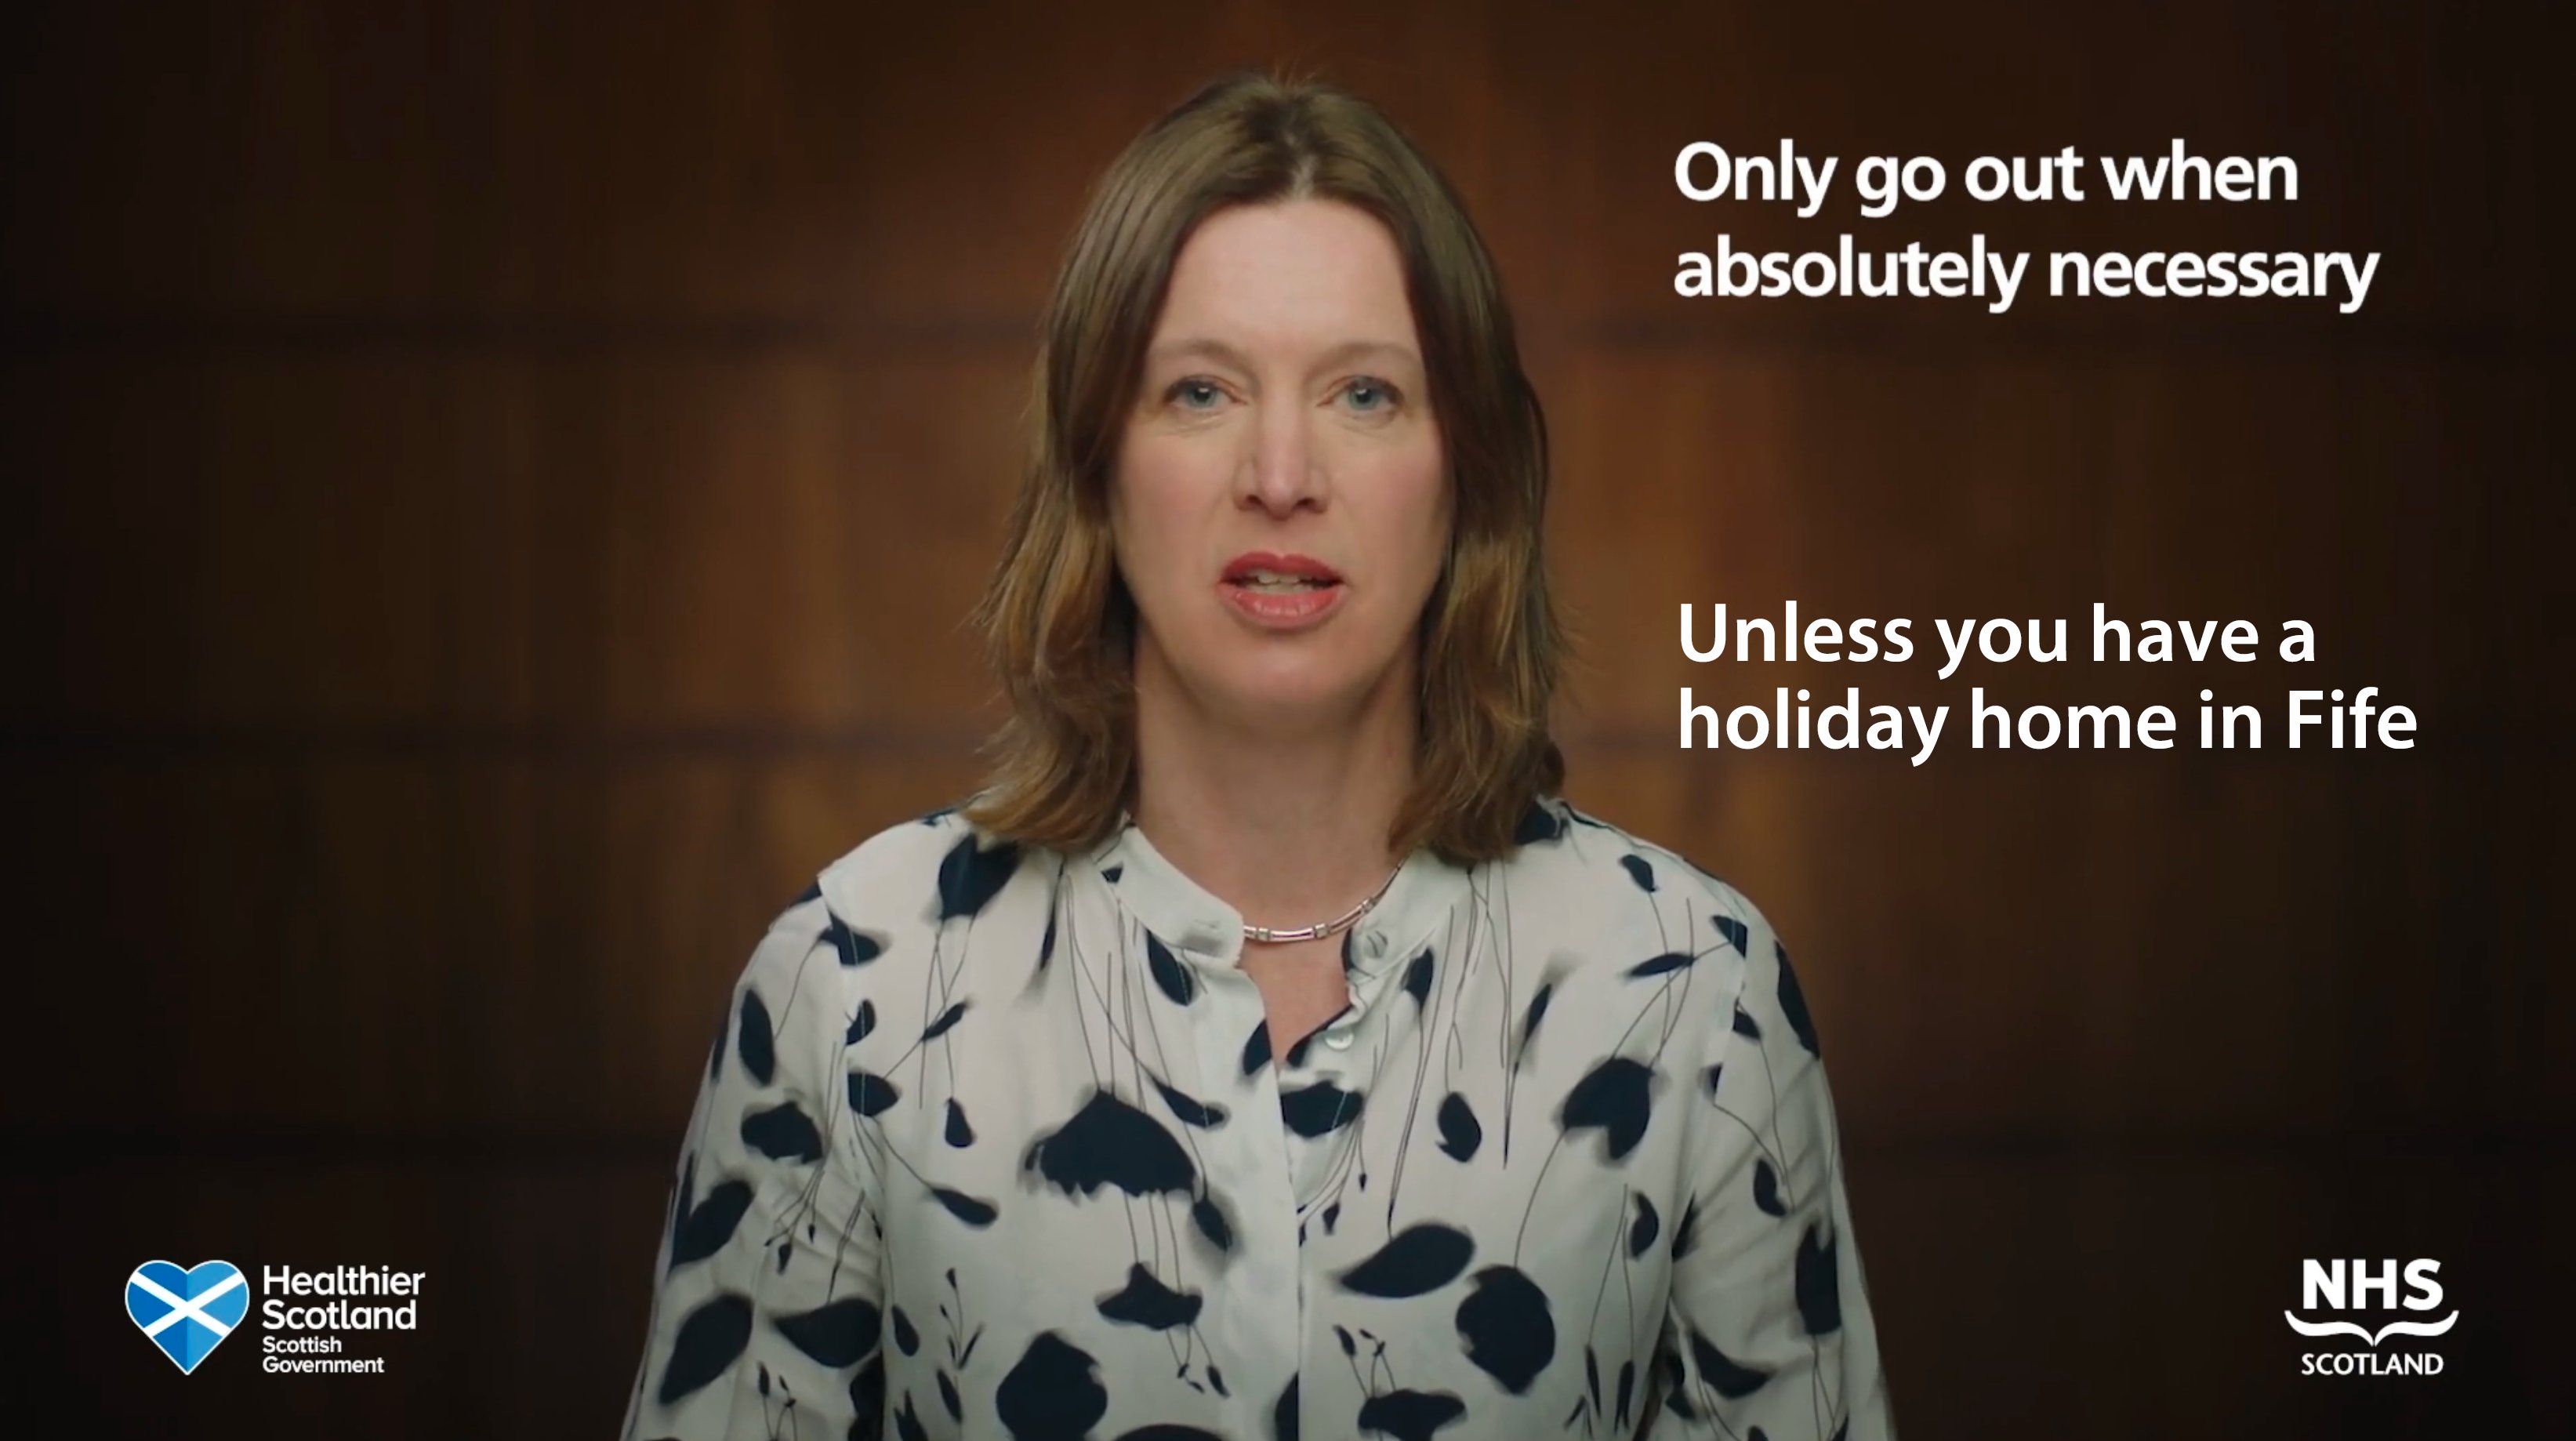 Only go out when
absolutely necessary
Unless you have a
holiday home in Fife
Healthier
Scotland
Scottish
Government
NHS
SCOTLAND